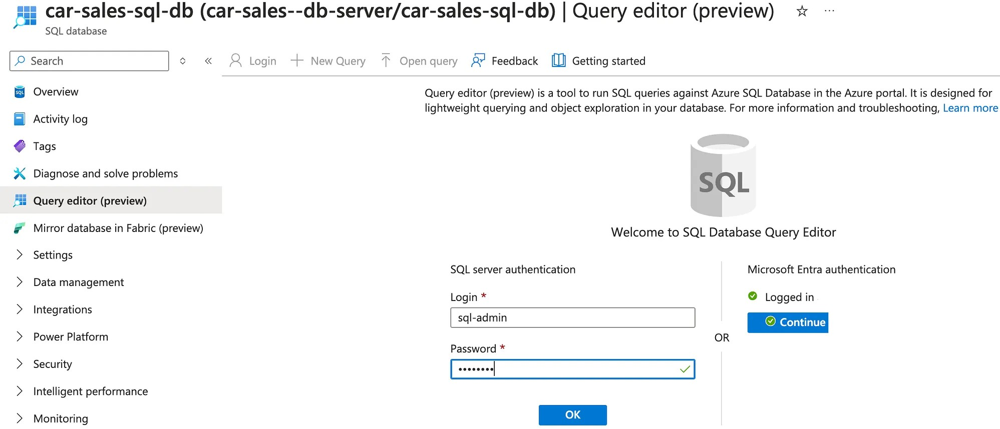 car-sales-sql-db (car-sales--db-server/car-sales-sql-db) | Query editor (preview)
SQL database
Search
Login
New Query
Open query
Feedback
Getting started
SQL
Overview
Activity log
Tags
Diagnose and solve problems
Query editor (preview)
Mirror database in Fabric (preview)
Settings
Data management
Integrations
Power Platform
Security
Intelligent performance
Monitoring
Query editor (preview) is a tool to run SQL queries against Azure SQL Database in the Azure portal. It is designed for
lightweight querying and object exploration in your database. For more information and troubleshooting, Learn more
SQL
Welcome to SQL Database Query Editor
SQL server authentication
Login *
sql-admin
Password *
••••••••
OK
OR
Microsoft Entra authentication
Logged in
Continue